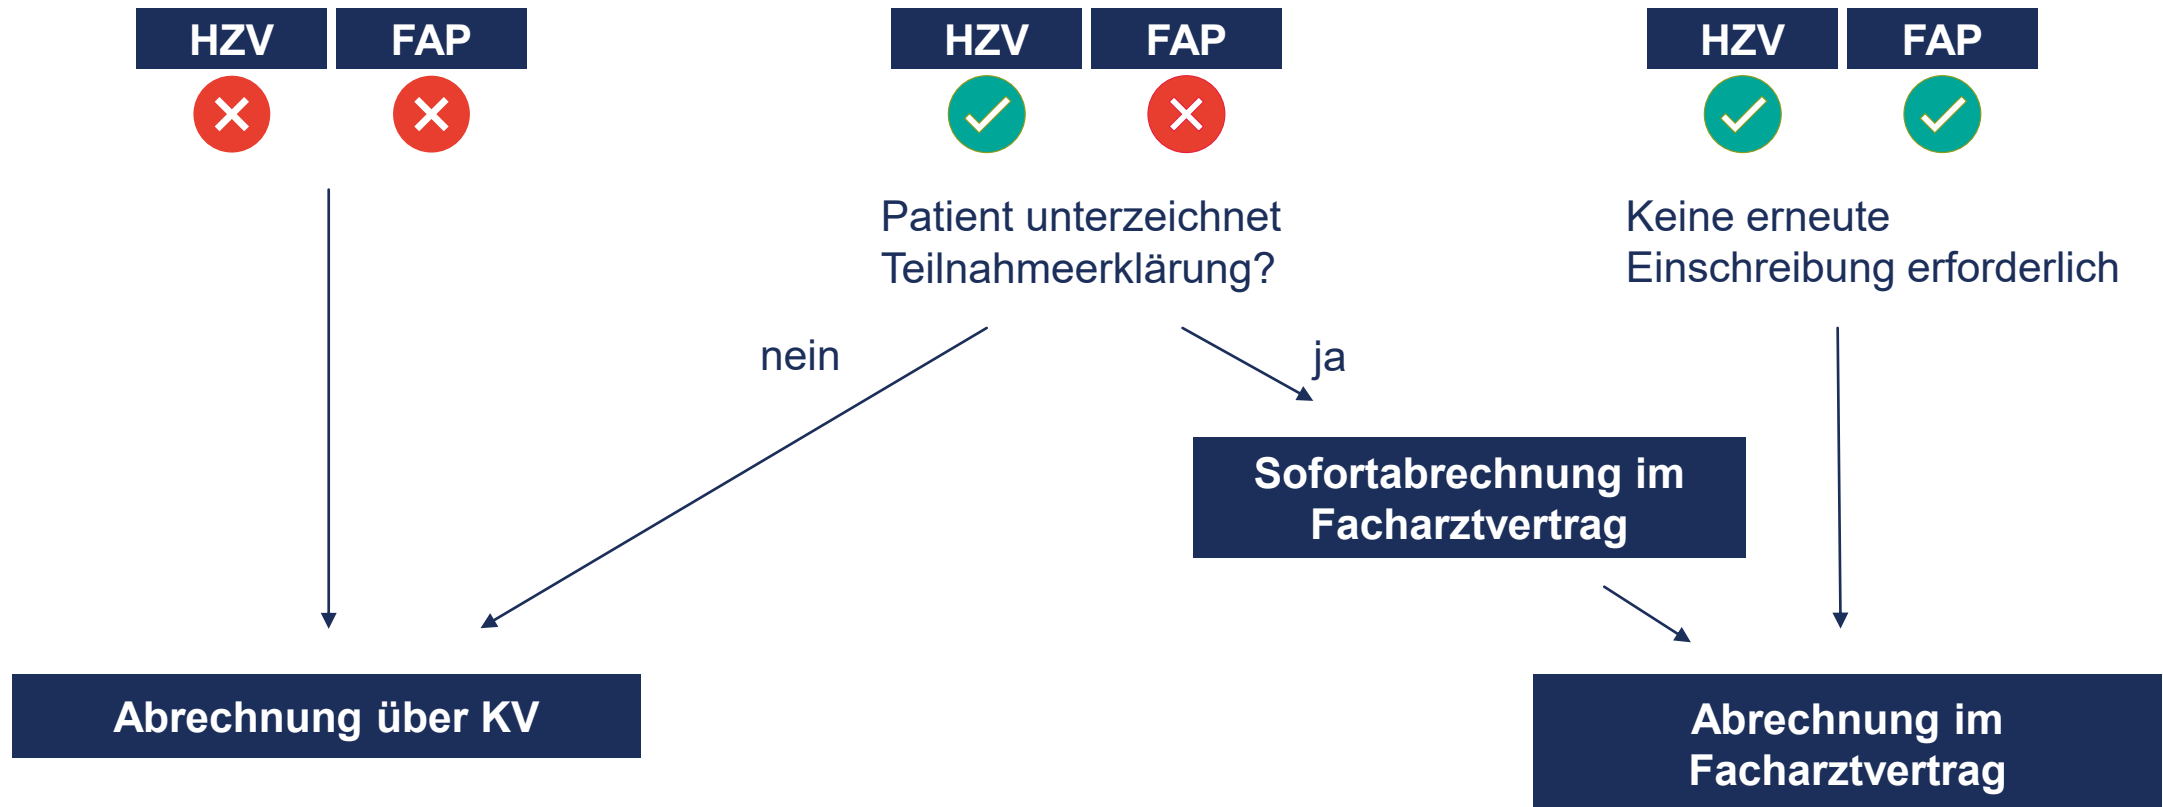 HZV FAP
HZV FAP
HZV FAP
Patient unterzeichnet
Teilnahmeerklärung?
Keine erneute
Einschreibung erforderlich
nein
ja
Sofortabrechnung im
Facharztvertrag
Abrechnung über KV
Abrechnung im
Facharztvertrag